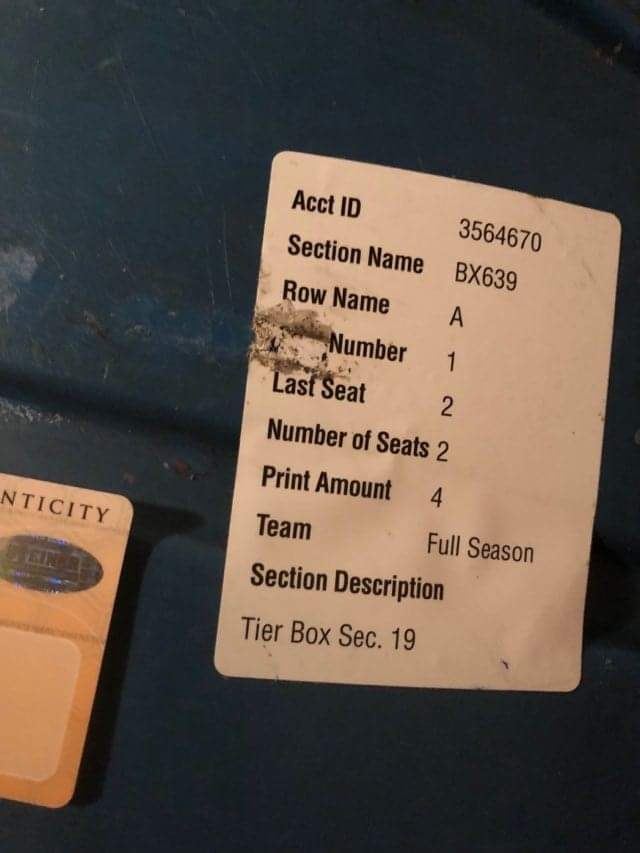 Acct ID 3564670
Section Name BX639
Row Name A
Number 1
Last Seat 2
Number of Seats 2
Print Amount 4
Team Full Season
Section Description
Tier Box Sec. 19
NTICITY